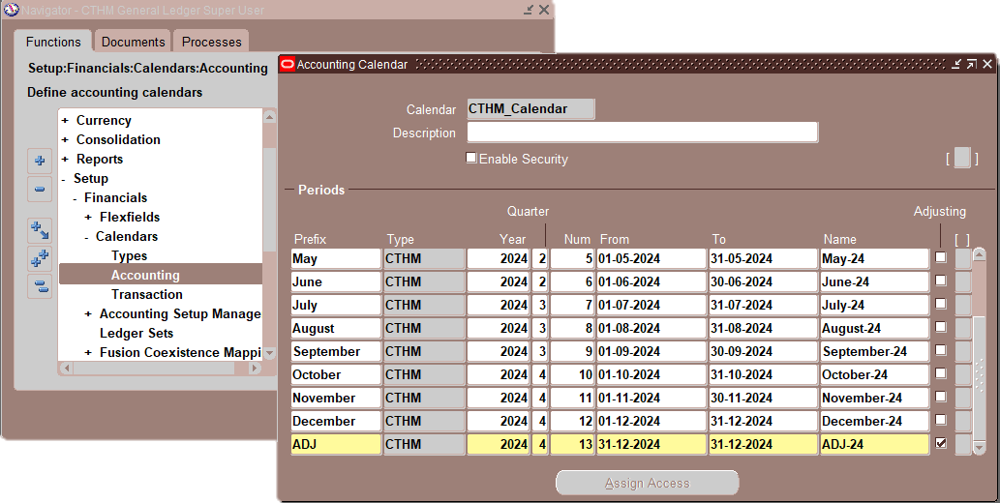 Navigator - CTHM General Ledger Super User
Functions Documents Processes
Setup:Financials:Calendars:Accounting
Define accounting calendars
+ Currency
+ Consolidation
+ Reports
- Setup
- Financials
+ Flexfields
- Calendars
Types
Accounting
Transaction
+ Accounting Setup Manage
Ledger Sets
+ Fusion Coexistence Mappi
Accounting Calendar
Calendar CTHM_Calendar
Description
Enable Security [ ]
Periods
Quarter Adjusting
Prefix Type Year Num From To Name [ ]
May CTHM 2024 2 5 01-05-2024 31-05-2024 May-24
June CTHM 2024 2 6 01-06-2024 30-06-2024 June-24
July CTHM 2024 3 7 01-07-2024 31-07-2024 July-24
August CTHM 2024 3 8 01-08-2024 31-08-2024 August-24
September CTHM 2024 3 9 01-09-2024 30-09-2024 September-24
October CTHM 2024 4 10 01-10-2024 31-10-2024 October-24
November CTHM 2024 4 11 01-11-2024 30-11-2024 November-24
December CTHM 2024 4 12 01-12-2024 31-12-2024 December-24
ADJ CTHM 2024 4 13 31-12-2024 31-12-2024 ADJ-24
Assign Access